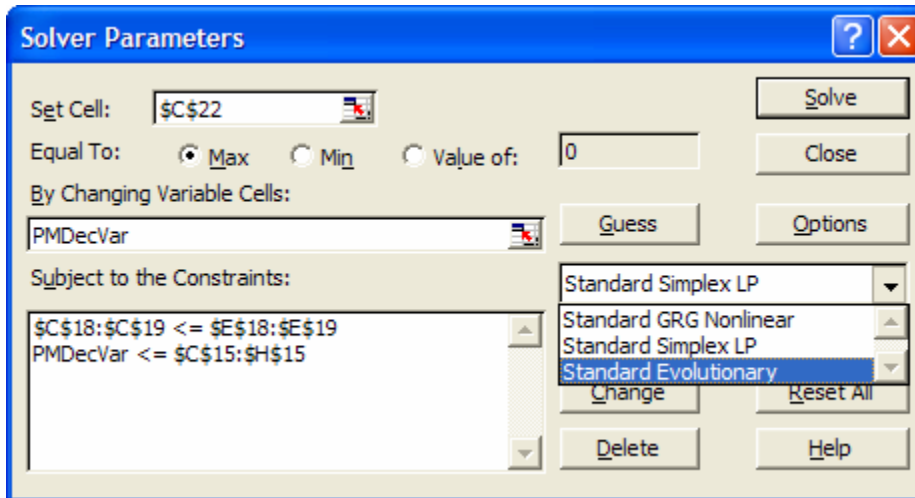 Solver Parameters
Set Cell: $C$22 Solve
Equal To: Max Min Value of: 0 Close
By Changing Variable Cells:
PMDecVar Guess Options
Subject to the Constraints: Standard Simplex LP
$C$18:$C$19 <= $E$18:$E$19 Standard GRG Nonlinear
PMDecVar <= $C$15:$H$15 Standard Simplex LP
Standard Evolutionary
Change Reset All
Delete Help